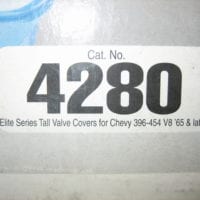 Cat. No.
4280
Elite Series Tall Valve Covers for Chevy 396-454 V8 '65 & lat